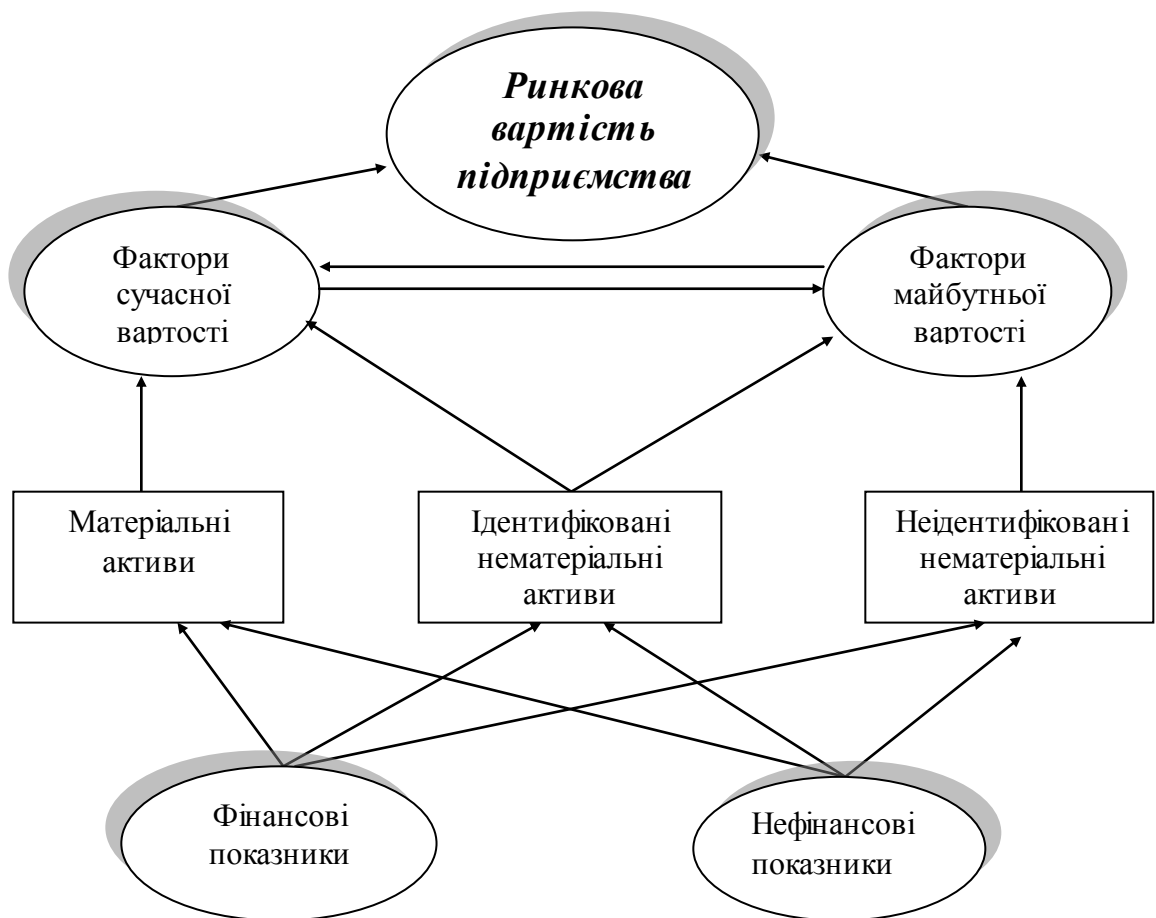 Ринкова
вартість
підприємства
Фактори
сучасної
вартості
Фактори
майбутньої
вартості
Матеріальні
активи
Ідентифіковані
нематеріальні
активи
Неідентифіковані
нематеріальні
активи
Фінансові
показники
Нефінансові
показники